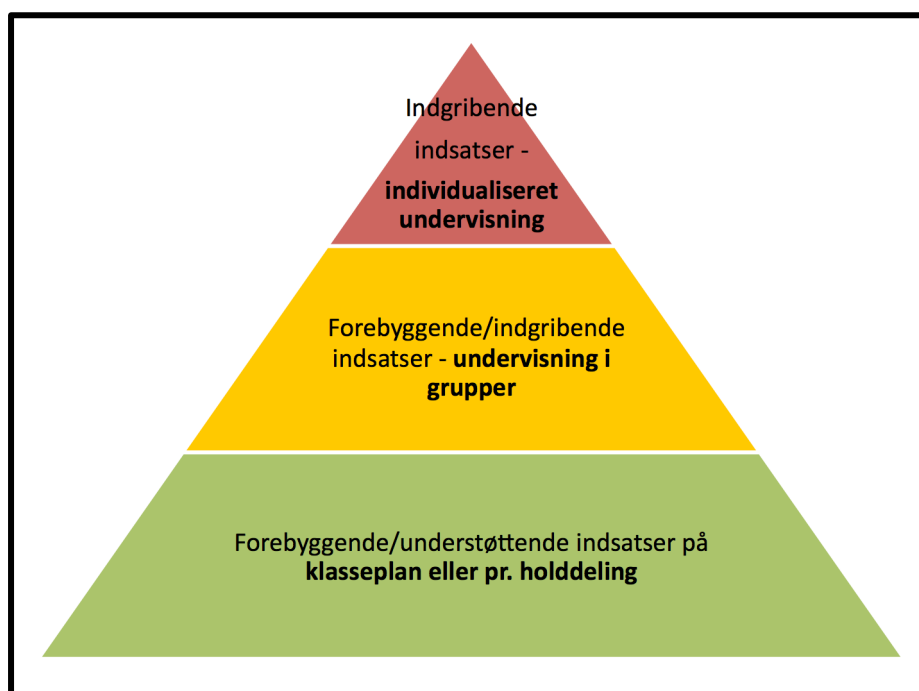 Indgribende
indsatser -
individualiseret
undervisning
Forebyggende/indgribende
indsatser - undervisning i
grupper
Forebyggende/understøttende indsatser på
klasseplan eller pr. holddeling